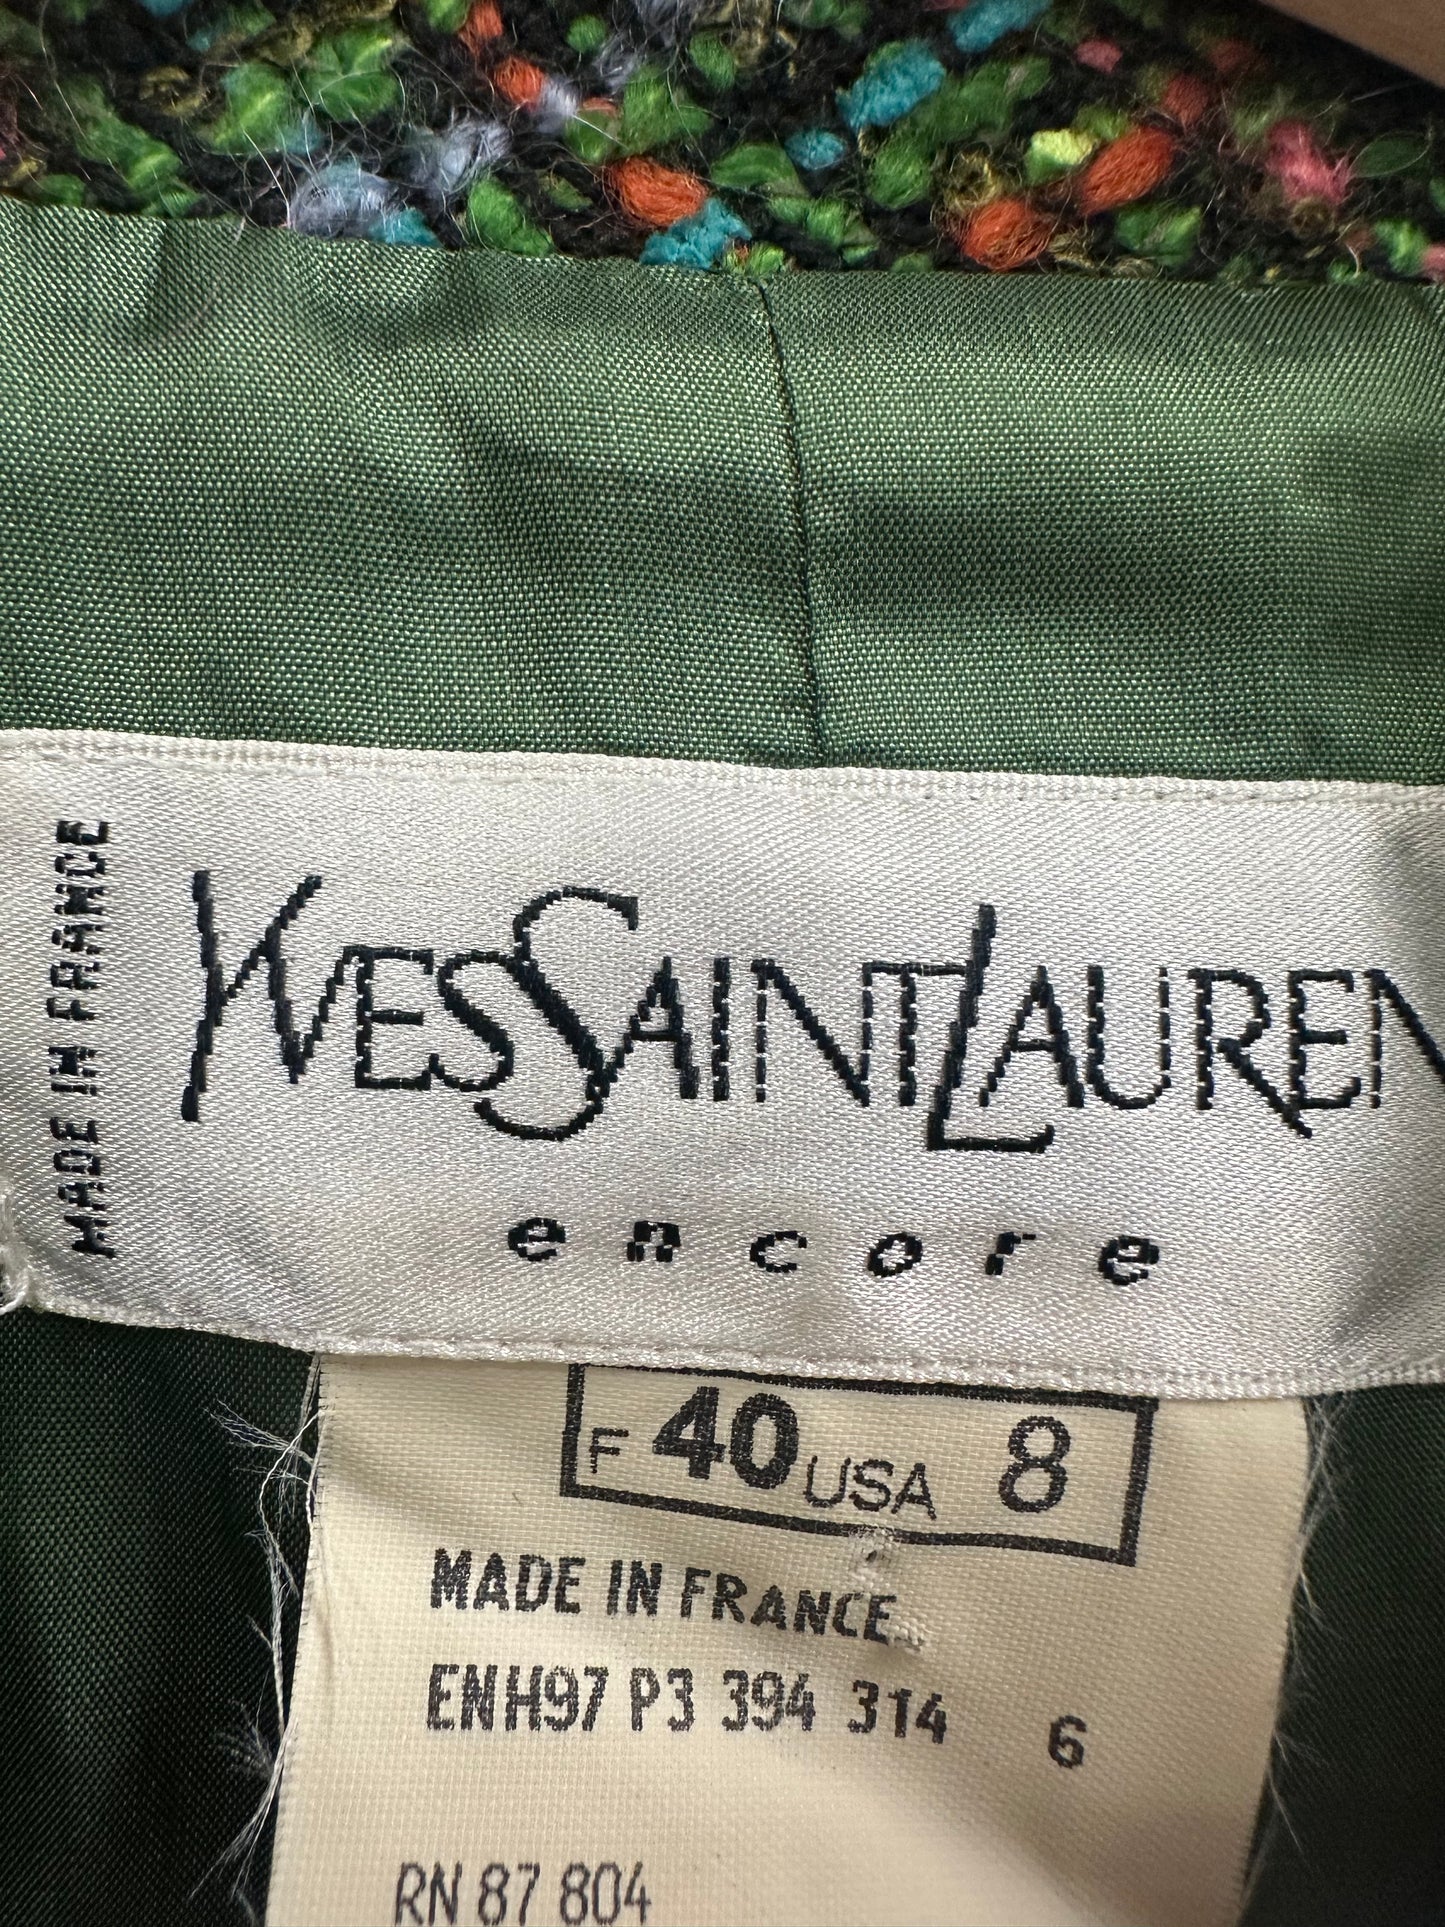 MADE IN FRANCE
YVESSAINTLAUREN
encore
F 40 USA 8
MADE IN FRANCE
ENH97 P3 394 314 6
RN 87 804